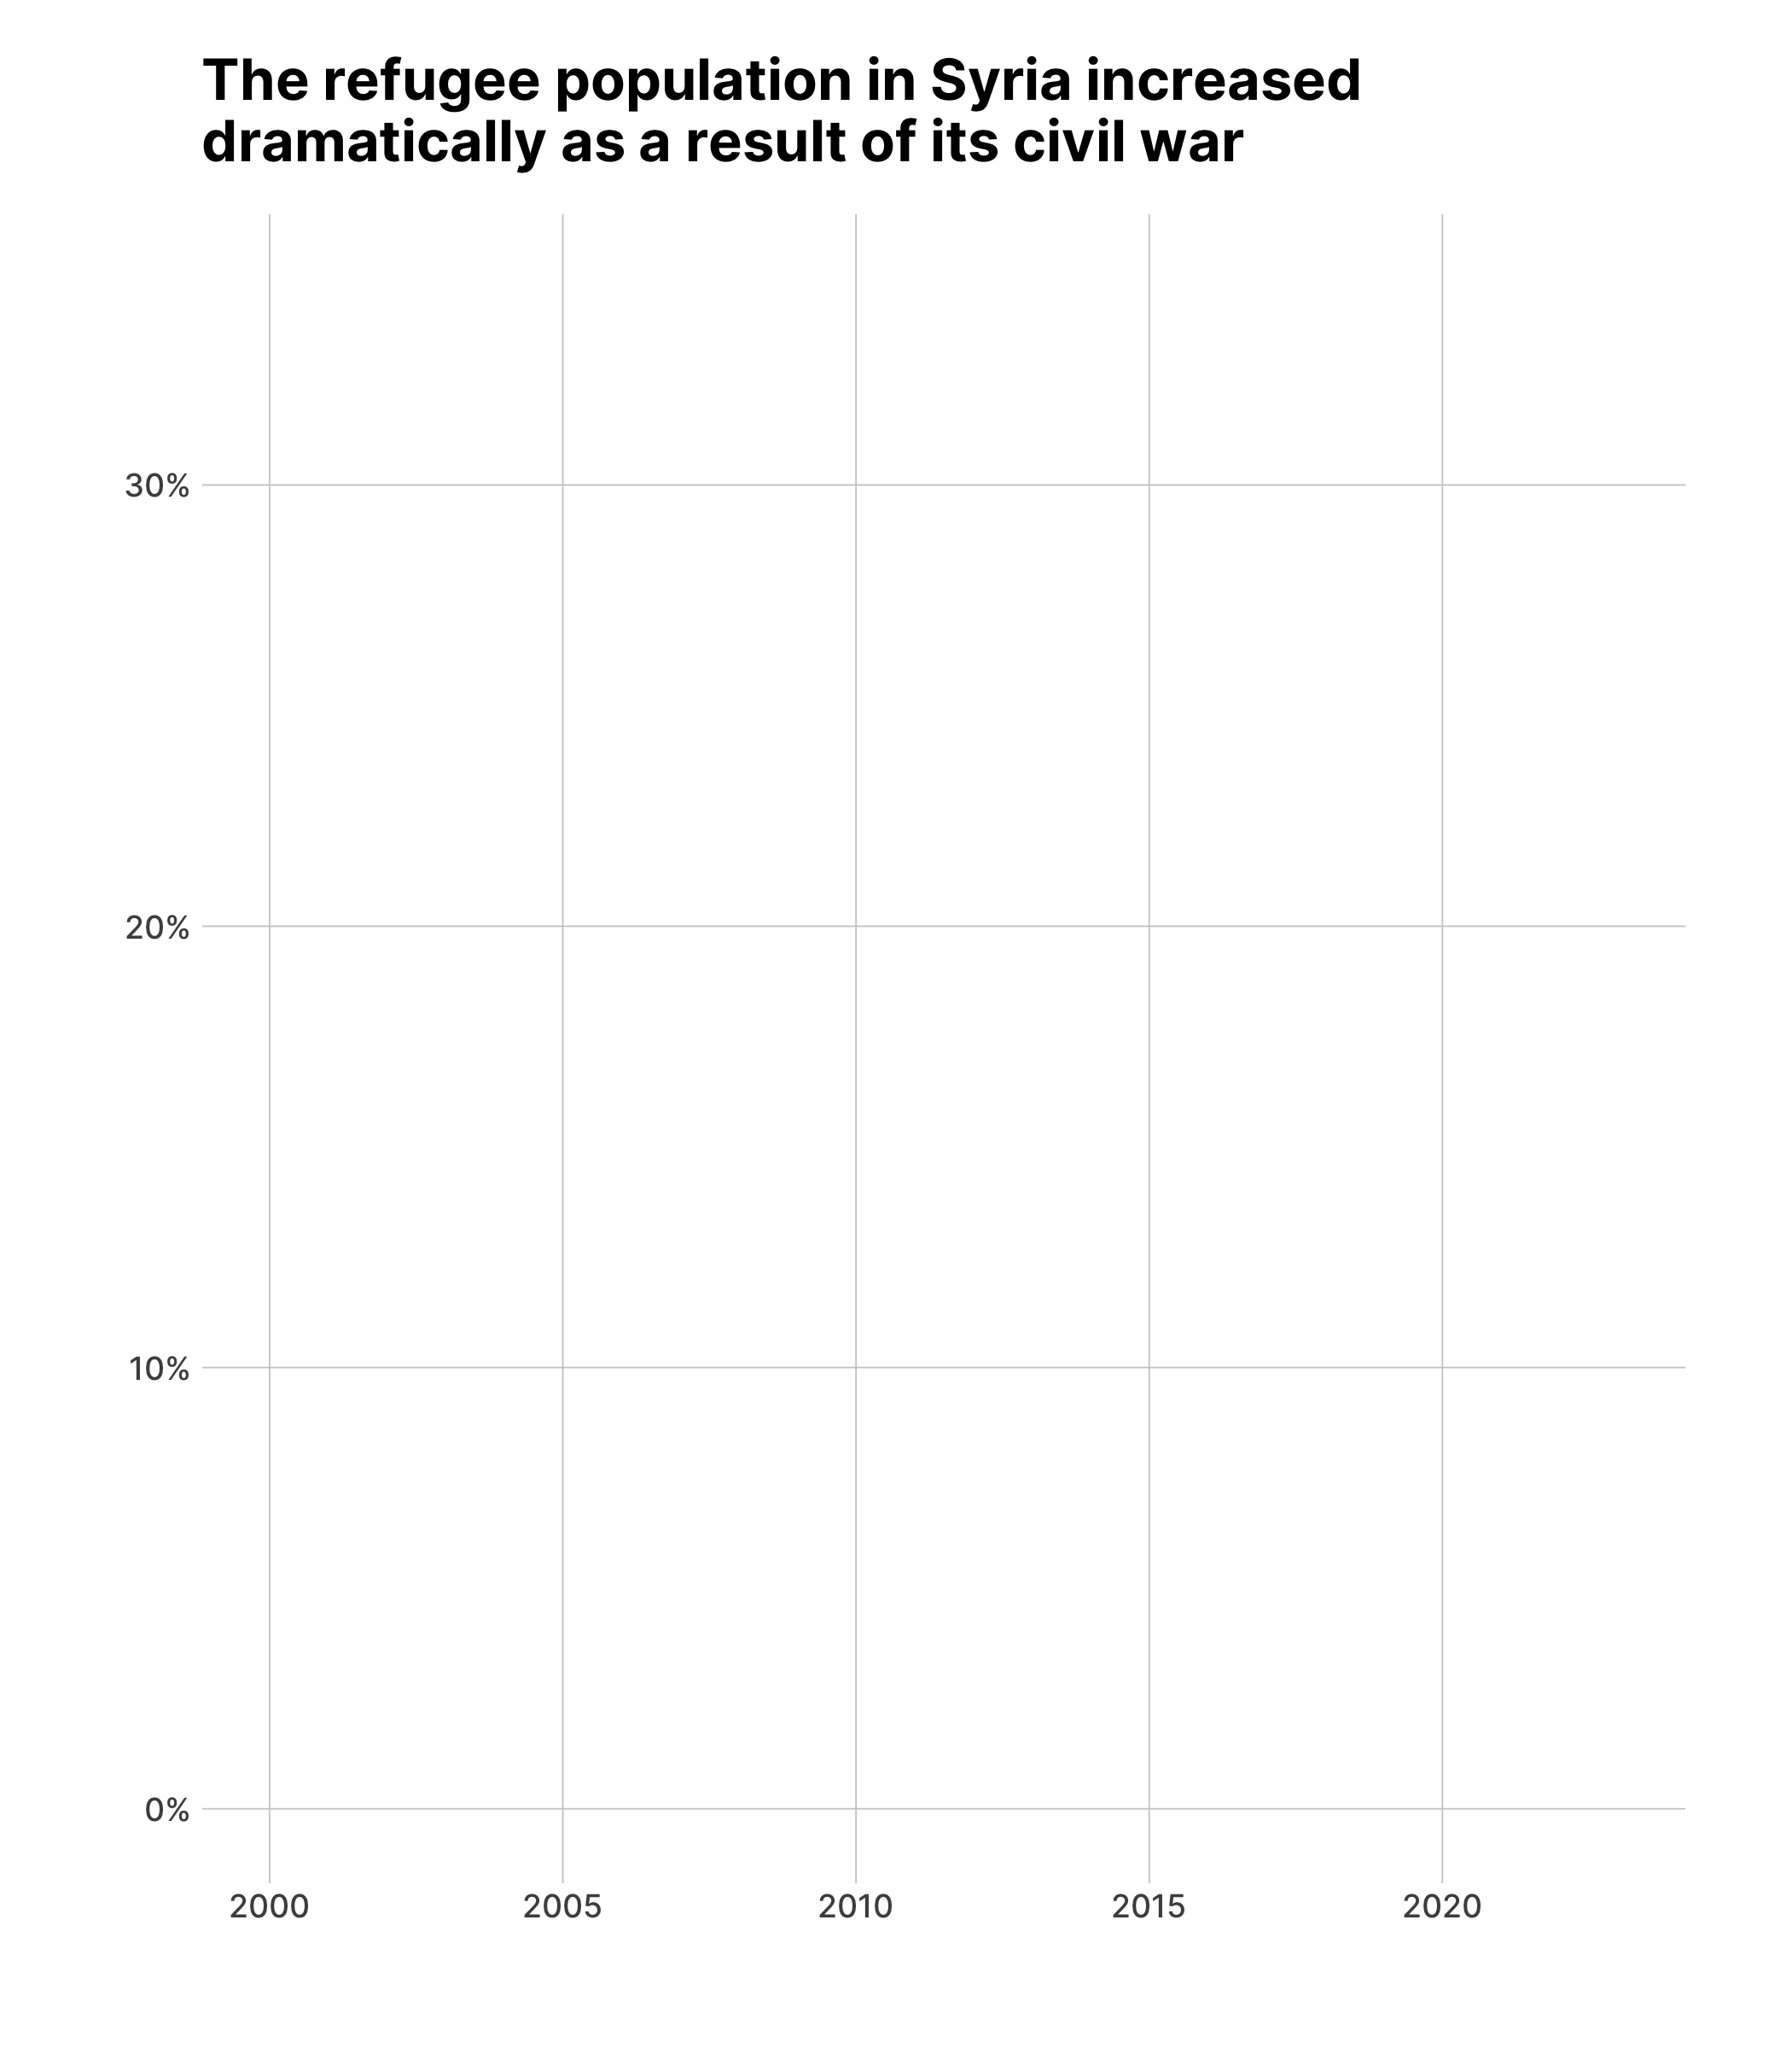 The refugee population in Syria increased
dramatically as a result of its civil war
30%
20%
10%
0%
2000 2005 2010 2015 2020